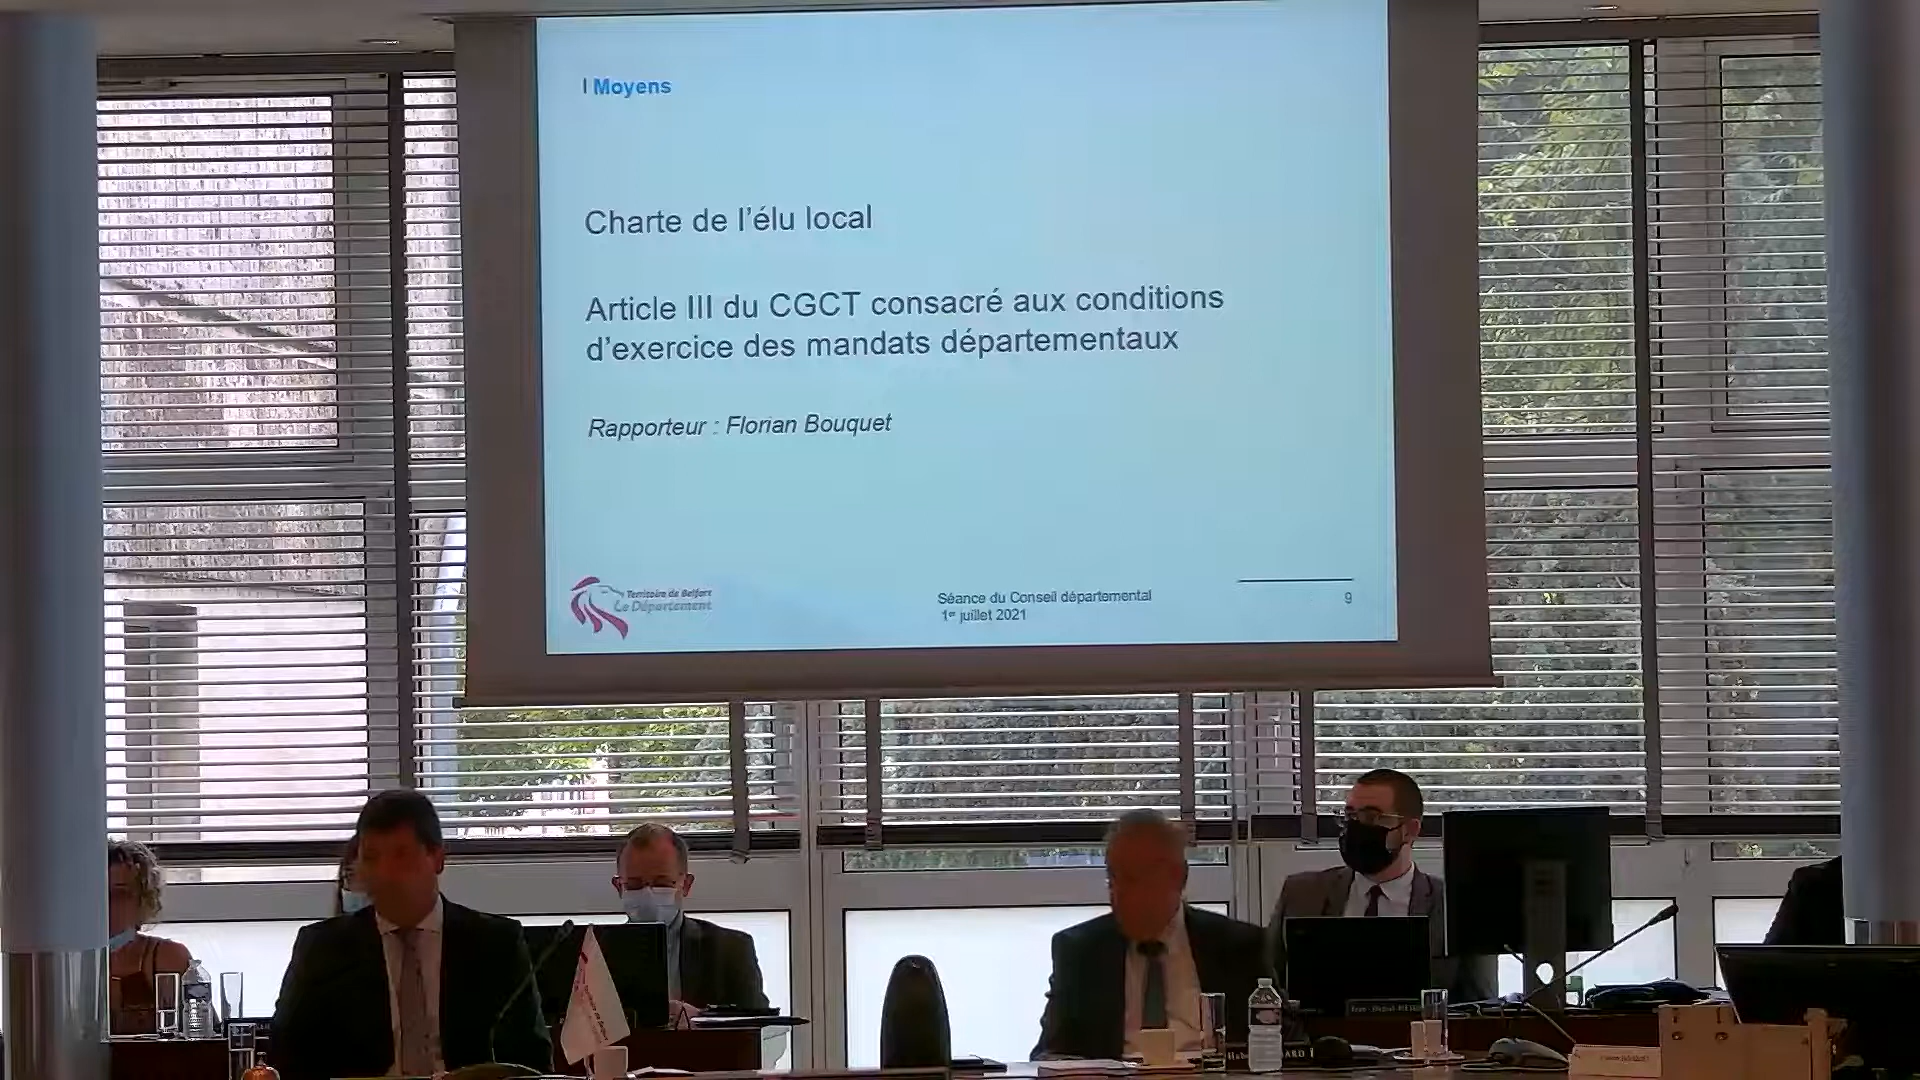 I Moyens
Charte de l'élu local
Article III du CGCT consacré aux conditions
d'exercice des mandats départementaux
Rapporteur : Florian Bouquet
Territoire de Belfort
Le Département
Séance du Conseil départemental
1er juillet 2021
9